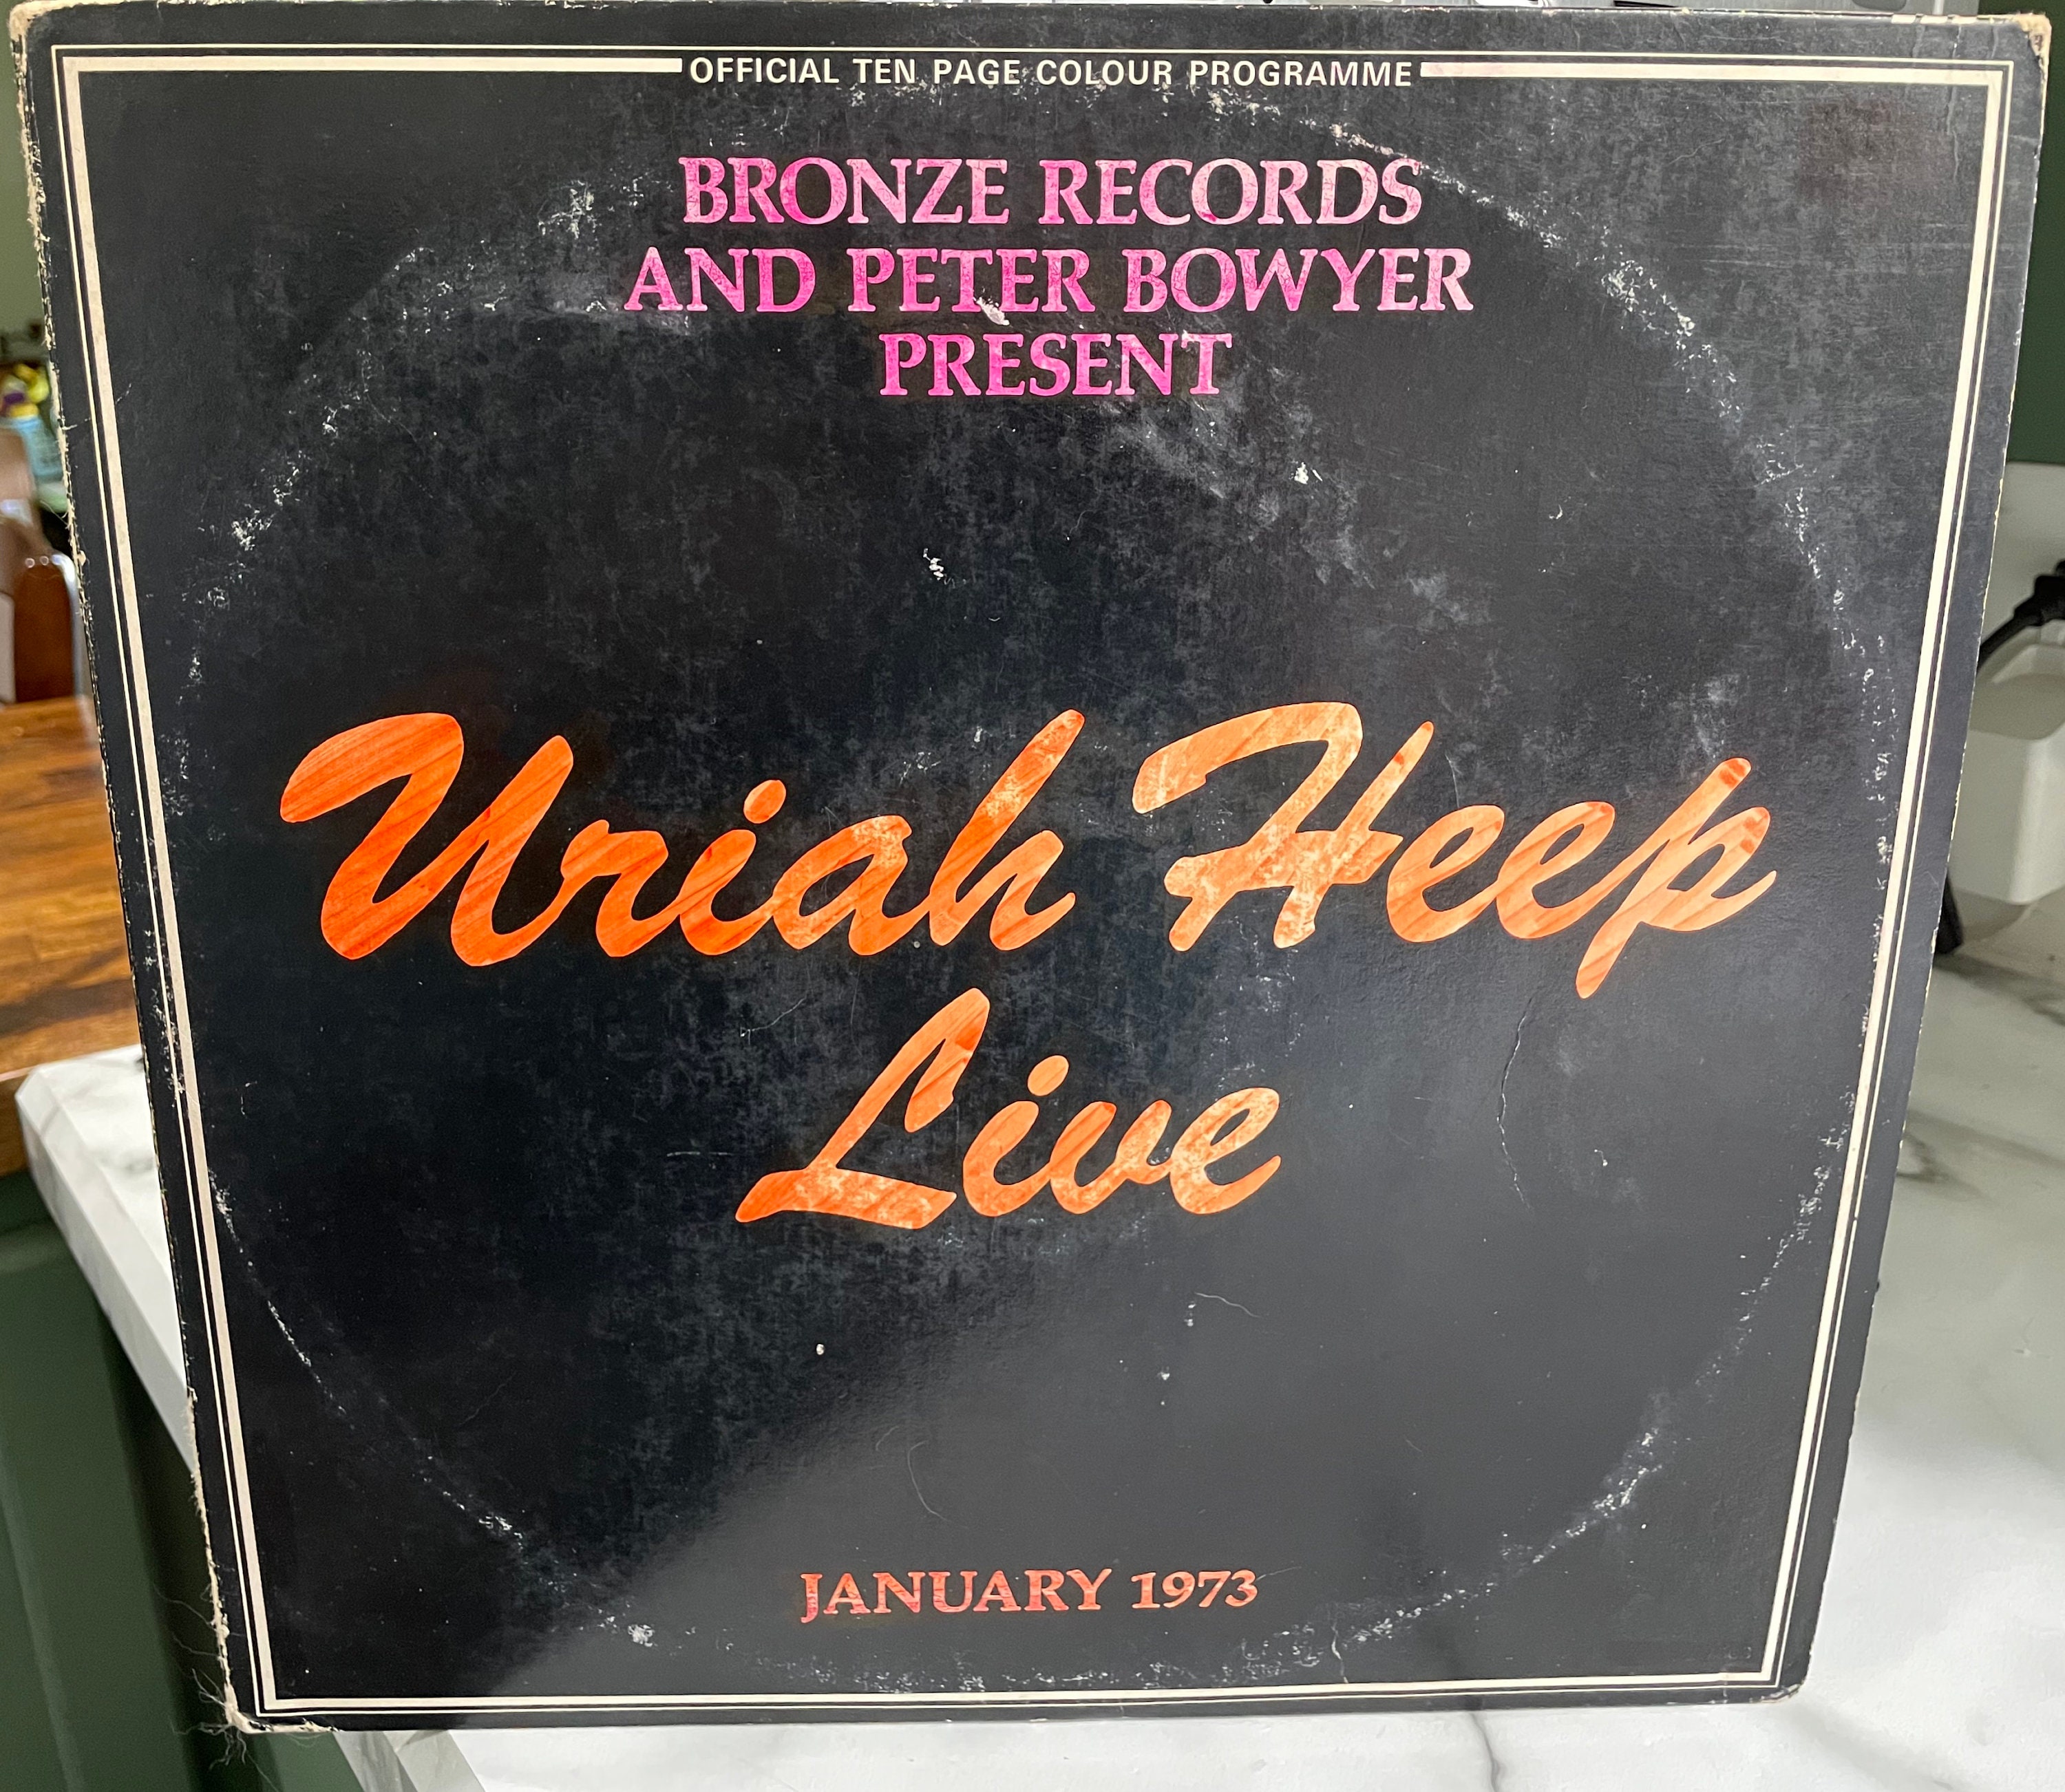 OFFICIAL TEN PAGE COLOUR PROGRAMME
BRONZE RECORDS
AND PETER BOWYER
PRESENT
Uriah Heep
Live
JANUARY 1973